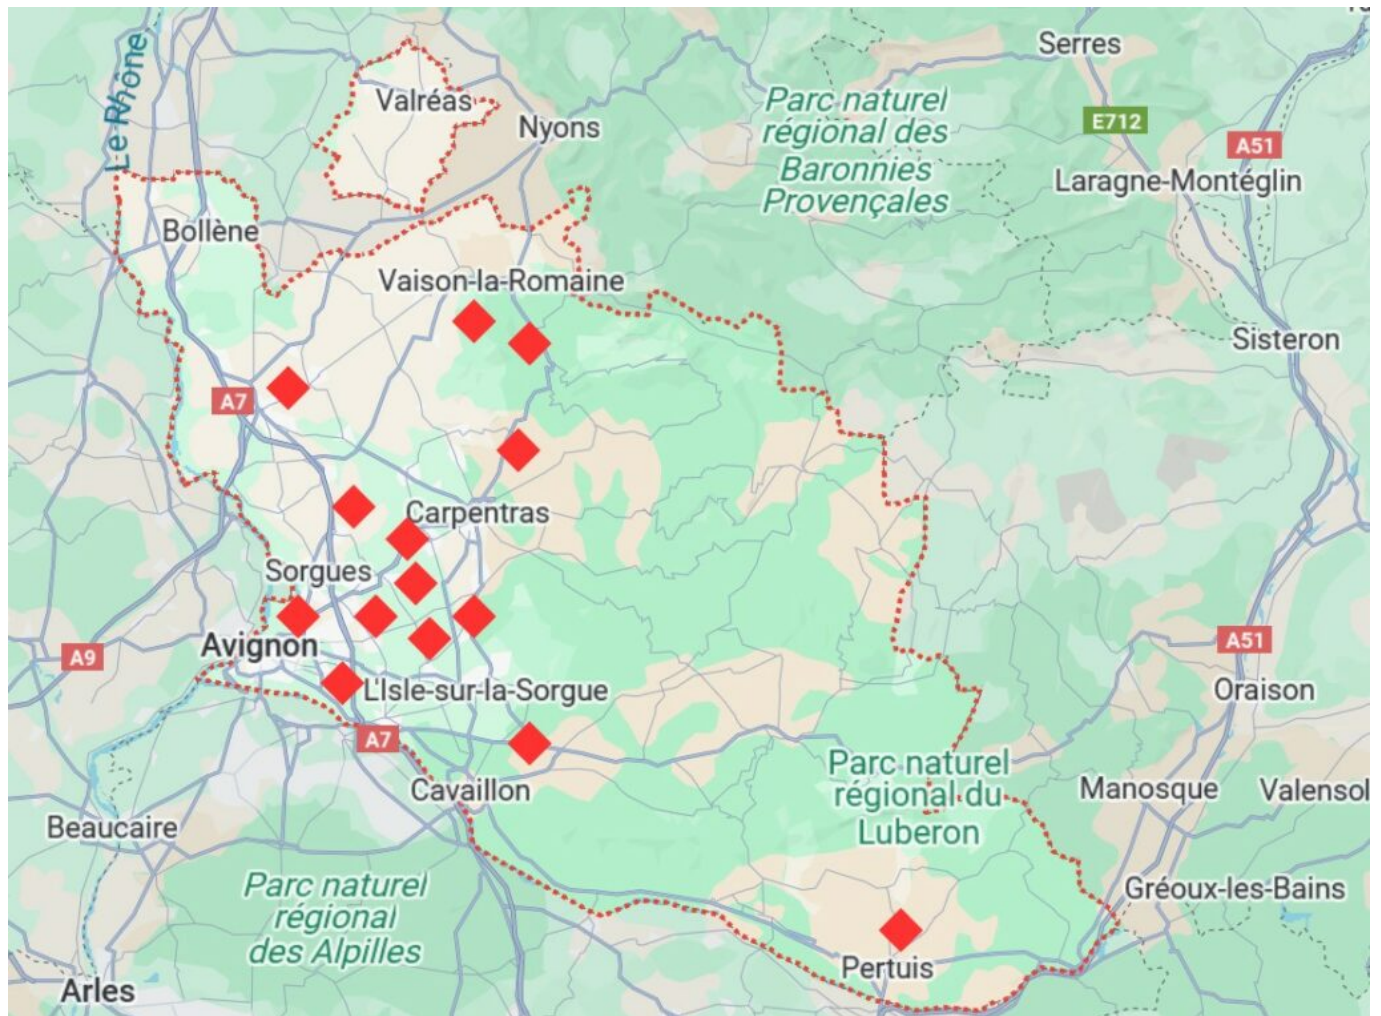 Le Rhône
Serres
Valréas
Parc naturel
régional des
Baronnies
Provençales
Nyons
E712
A51
Laragne-Montéglin
Bollène
Vaison-la-Romaine
Sisteron
A7
Carpentras
Sorgues
Avignon
A9
A51
L'Isle-sur-la-Sorgue
Oraison
A7
Parc naturel
régional du
Luberon
Cavaillon
Manosque
Valensol
Beaucaire
Parc naturel
régional
des Alpilles
Gréoux-les-Bains
Pertuis
Arles